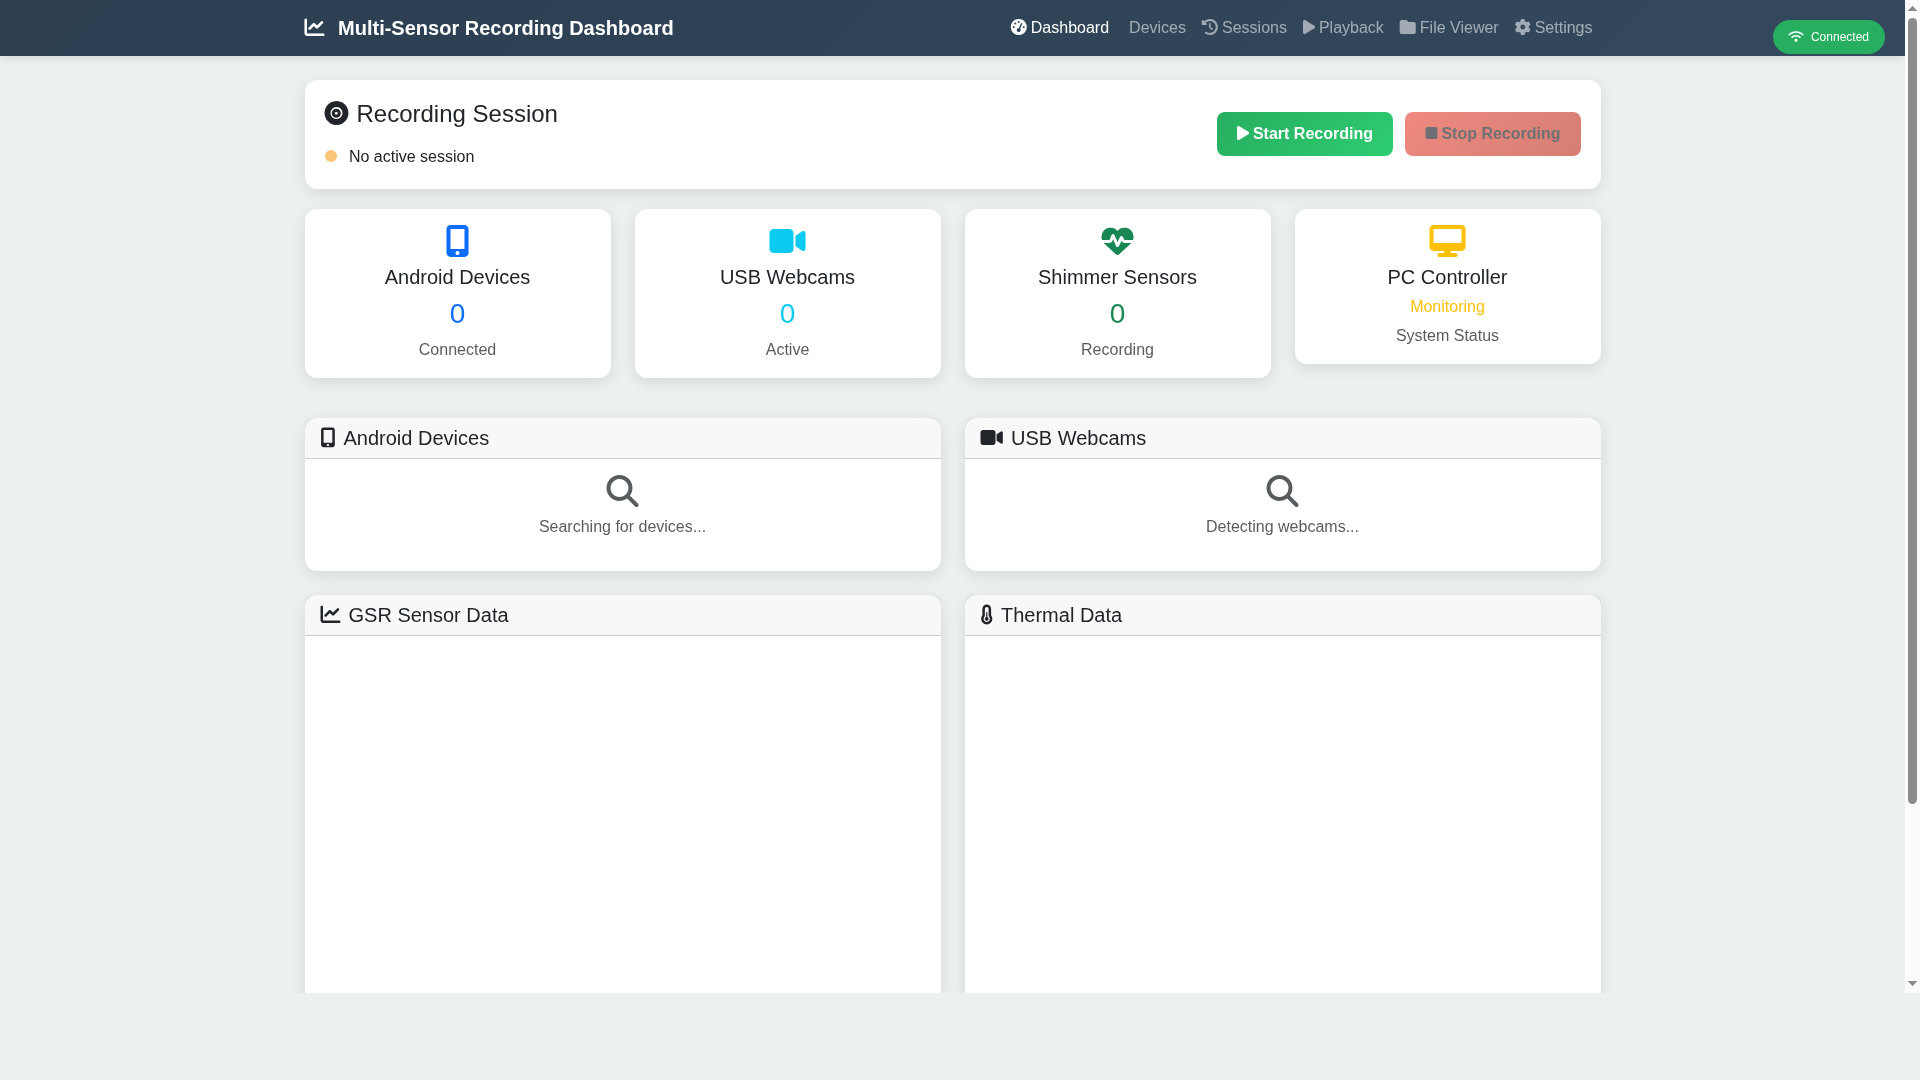 Multi-Sensor Recording Dashboard
Dashboard Devices Sessions Playback File Viewer Settings
Connected
Recording Session
No active session
Start Recording
Stop Recording
Android Devices
0
Connected
USB Webcams
0
Active
Shimmer Sensors
0
Recording
PC Controller
Monitoring
System Status
Android Devices
Searching for devices...
USB Webcams
Detecting webcams...
GSR Sensor Data
Thermal Data